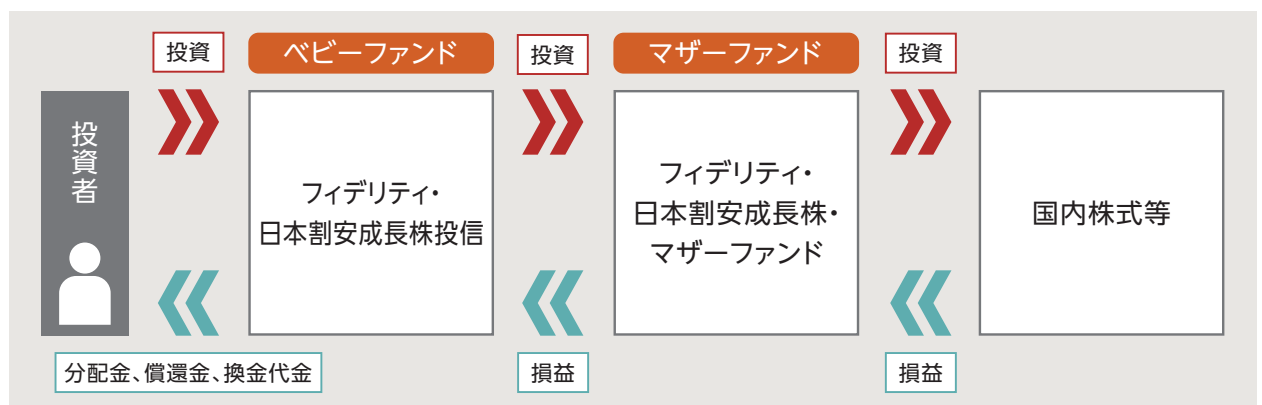 投資
ベビーファンド
投資
マザーファンド
投資
投資者
フィデリティ・
日本割安成長株投信
フィデリティ・
日本割安成長株・
マザーファンド
国内株式等
分配金、償還金、換金代金
損益
損益